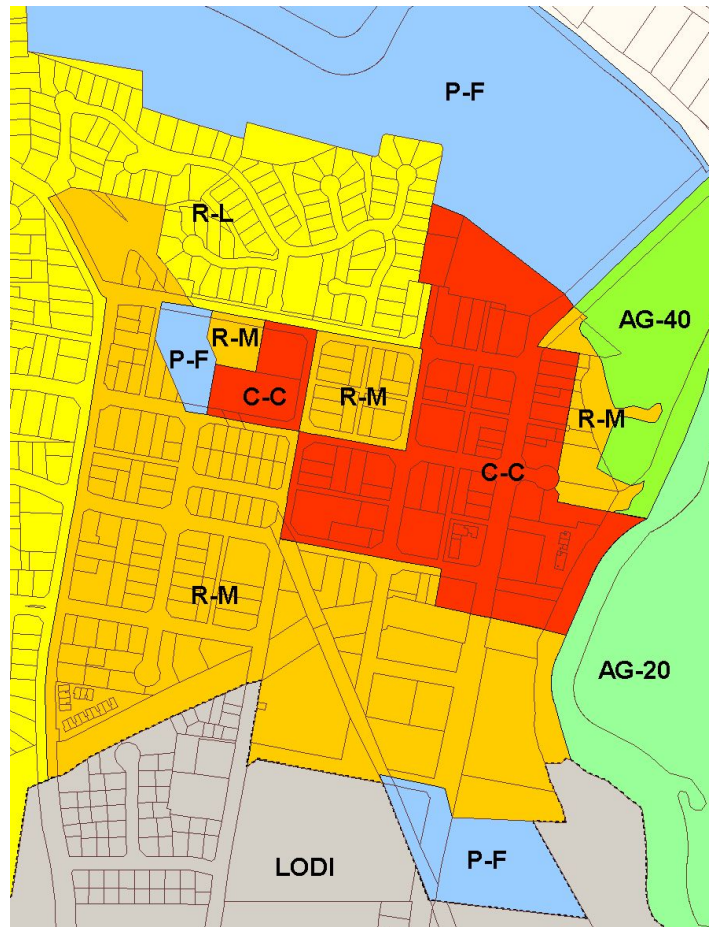 P-F
R-L
AG-40
R-M
P-F
C-C
R-M
R-M
C-C
R-M
AG-20
P-F
LODI